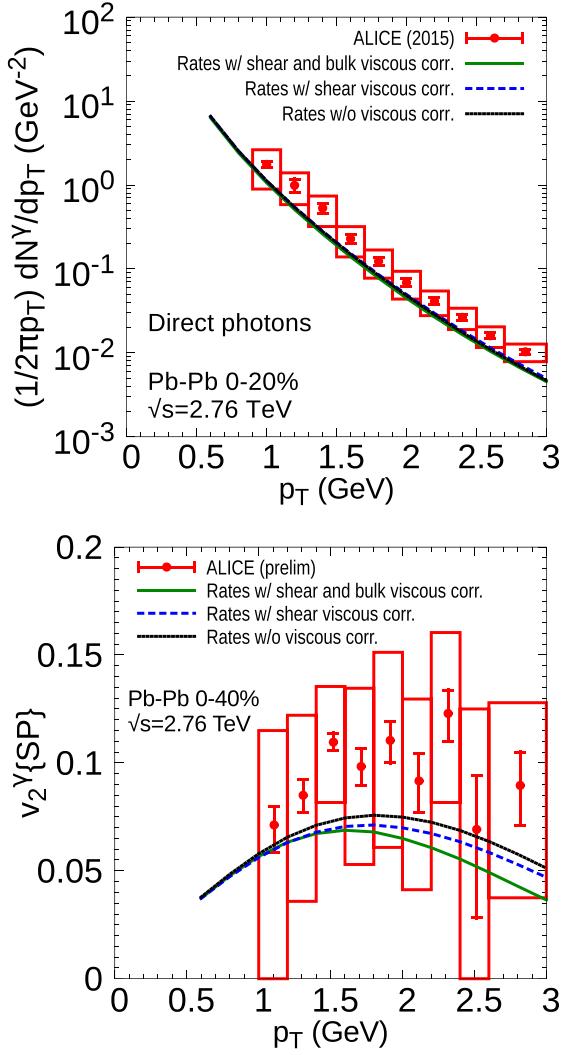 10²
10¹
10⁰
10⁻¹
10⁻²
10⁻³
(1/2πp_T) dN^γ/dp_T (GeV⁻²)
ALICE (2015)
Rates w/ shear and bulk viscous corr.
Rates w/ shear viscous corr.
Rates w/o viscous corr.
Direct photons
Pb-Pb 0-20%
√s=2.76 TeV
0 0.5 1 1.5 2 2.5 3
p_T (GeV)
0.2
0.15
0.1
0.05
0
v₂^γ{SP}
ALICE (prelim)
Rates w/ shear and bulk viscous corr.
Rates w/ shear viscous corr.
Rates w/o viscous corr.
Pb-Pb 0-40%
√s=2.76 TeV
0 0.5 1 1.5 2 2.5 3
p_T (GeV)